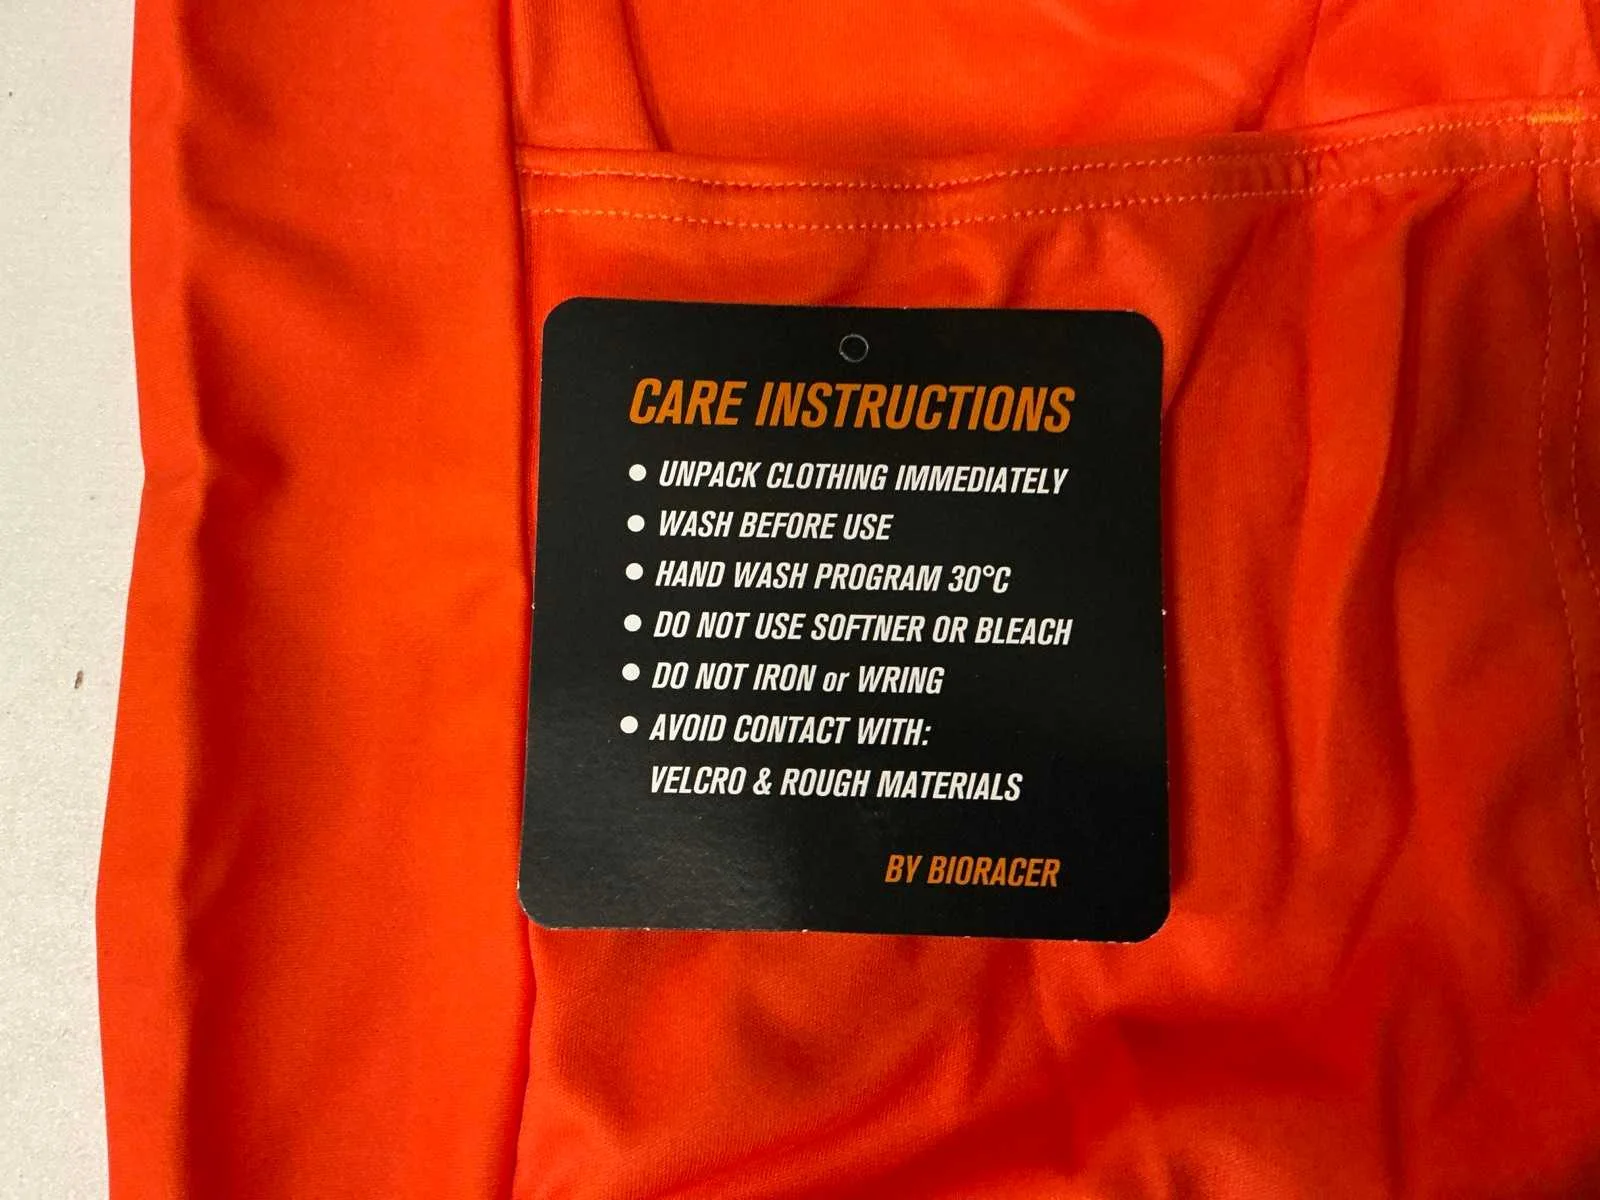 CARE INSTRUCTIONS
● UNPACK CLOTHING IMMEDIATELY
● WASH BEFORE USE
● HAND WASH PROGRAM 30°C
● DO NOT USE SOFTNER OR BLEACH
● DO NOT IRON or WRING
● AVOID CONTACT WITH:
VELCRO & ROUGH MATERIALS
BY BIORACER